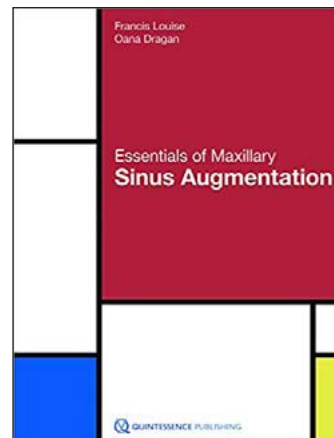 Francis Louise
Oana Dragan
Essentials of Maxillary
Sinus Augmentation
QUINTESSENCE PUBLISHING